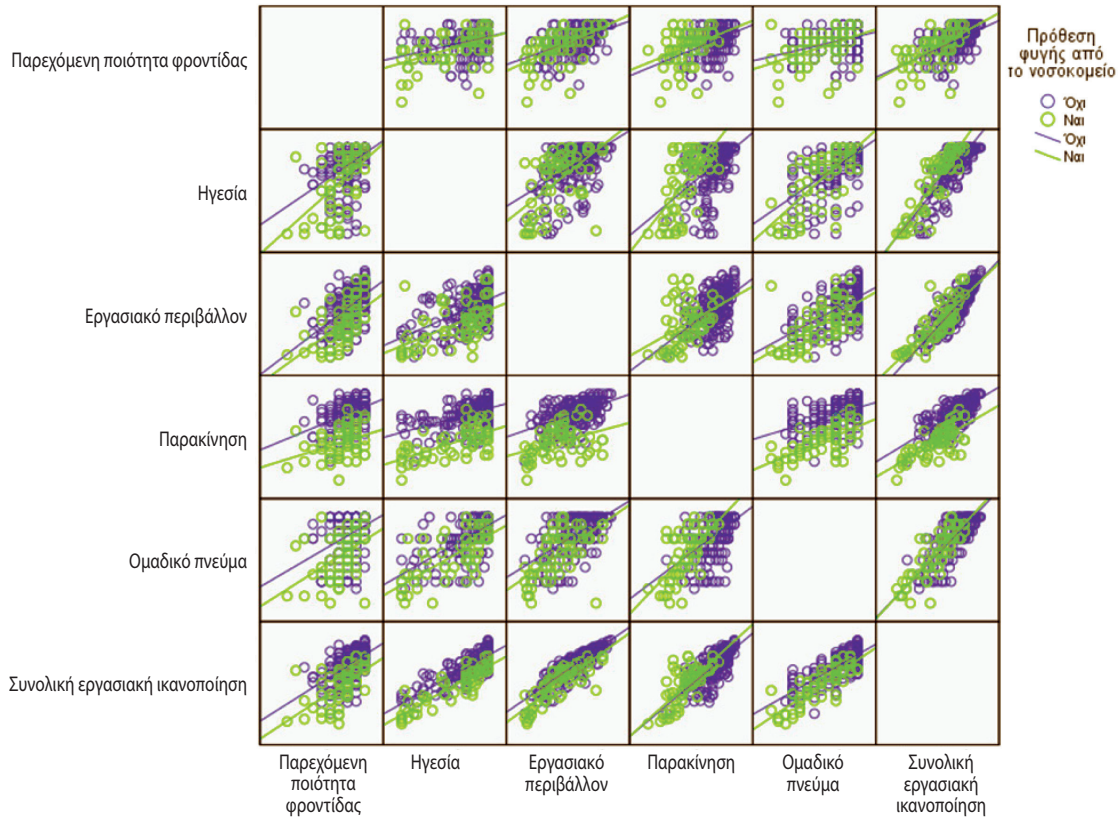 Παρεχόμενη ποιότητα φροντίδας
Ηγεσία
Εργασιακό περιβάλλον
Παρακίνηση
Ομαδικό πνεύμα
Συνολική εργασιακή ικανοποίηση
Παρεχόμενη
ποιότητα
φροντίδας
Ηγεσία
Εργασιακό
περιβάλλον
Παρακίνηση
Ομαδικό
πνεύμα
Συνολική
εργασιακή
ικανοποίηση
Πρόθεση
φυγής από
το νοσοκομείο
Όχι
Ναι
Όχι
Ναι